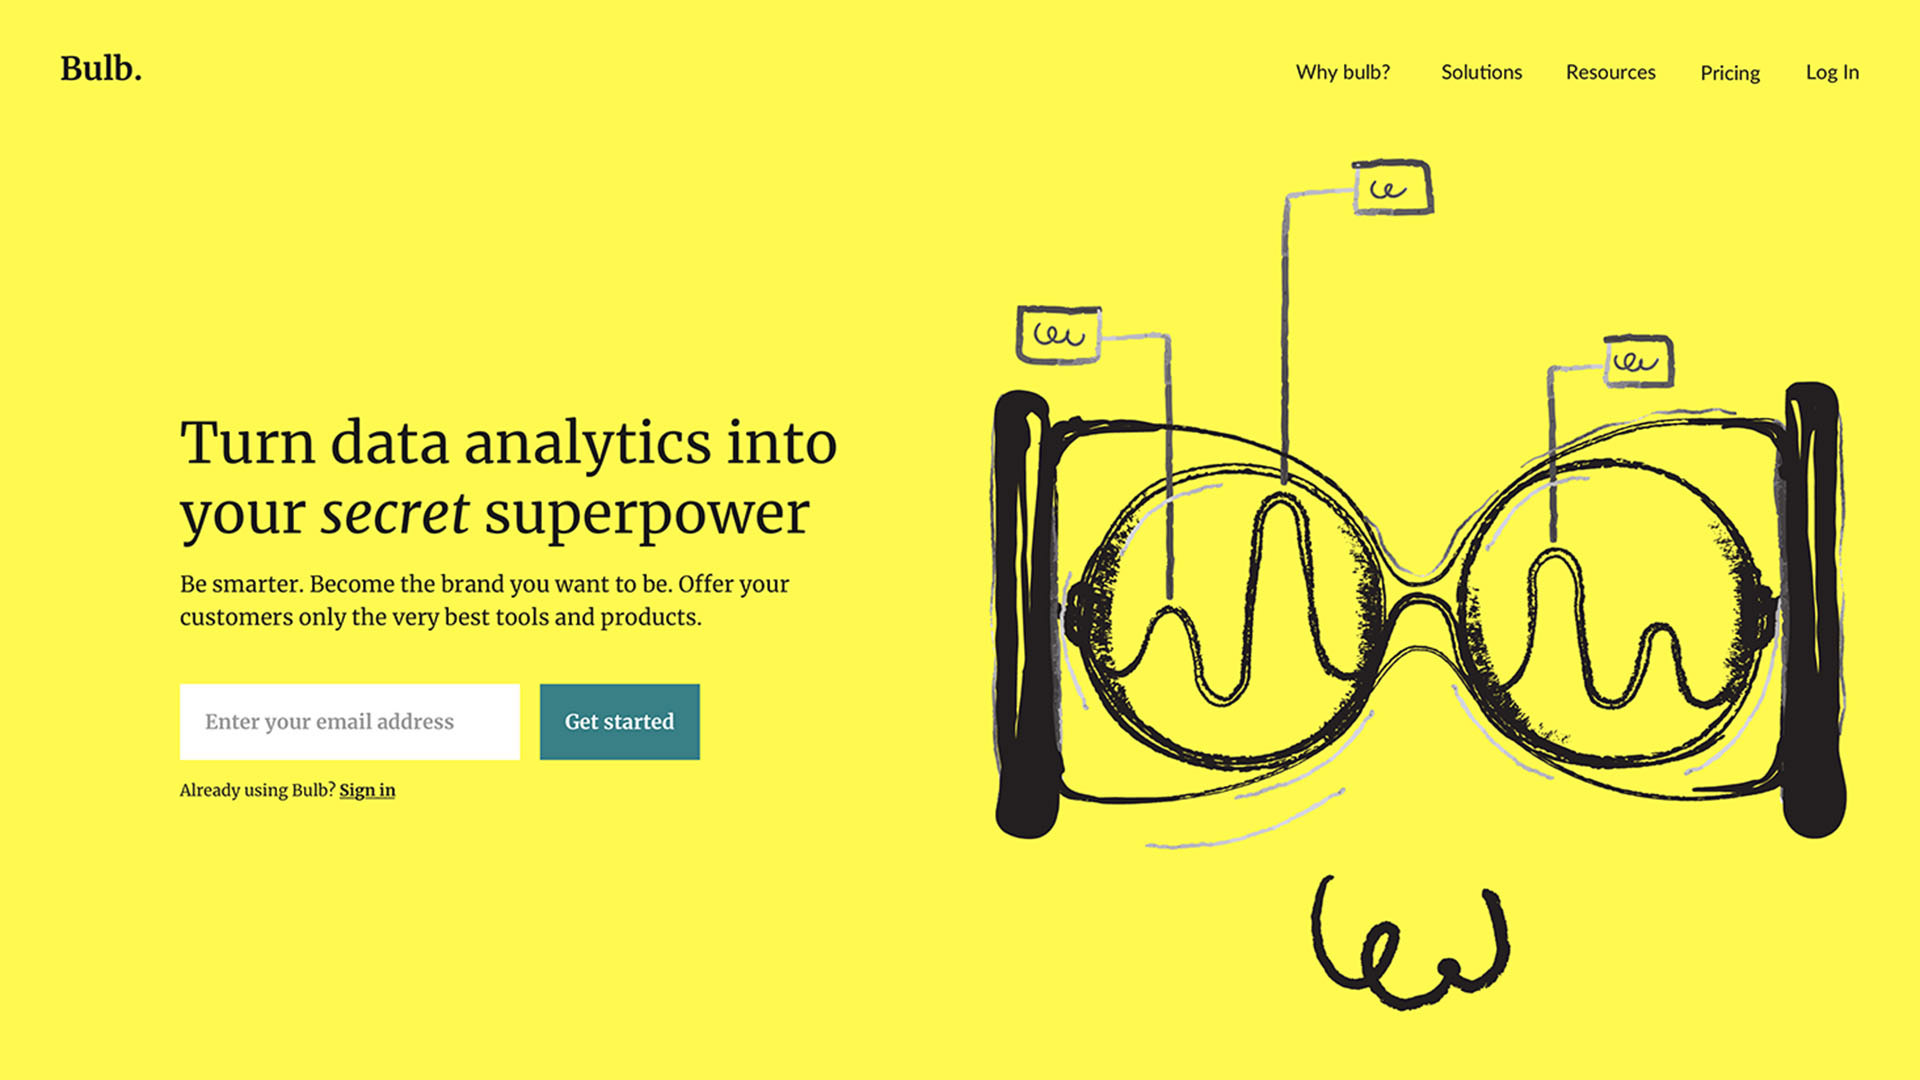 Bulb.
Why bulb?
Solutions
Resources
Pricing
Log In
Turn data analytics into
your secret superpower
Be smarter. Become the brand you want to be. Offer your
customers only the very best tools and products.
Enter your email address
Get started
Already using Bulb? Sign in